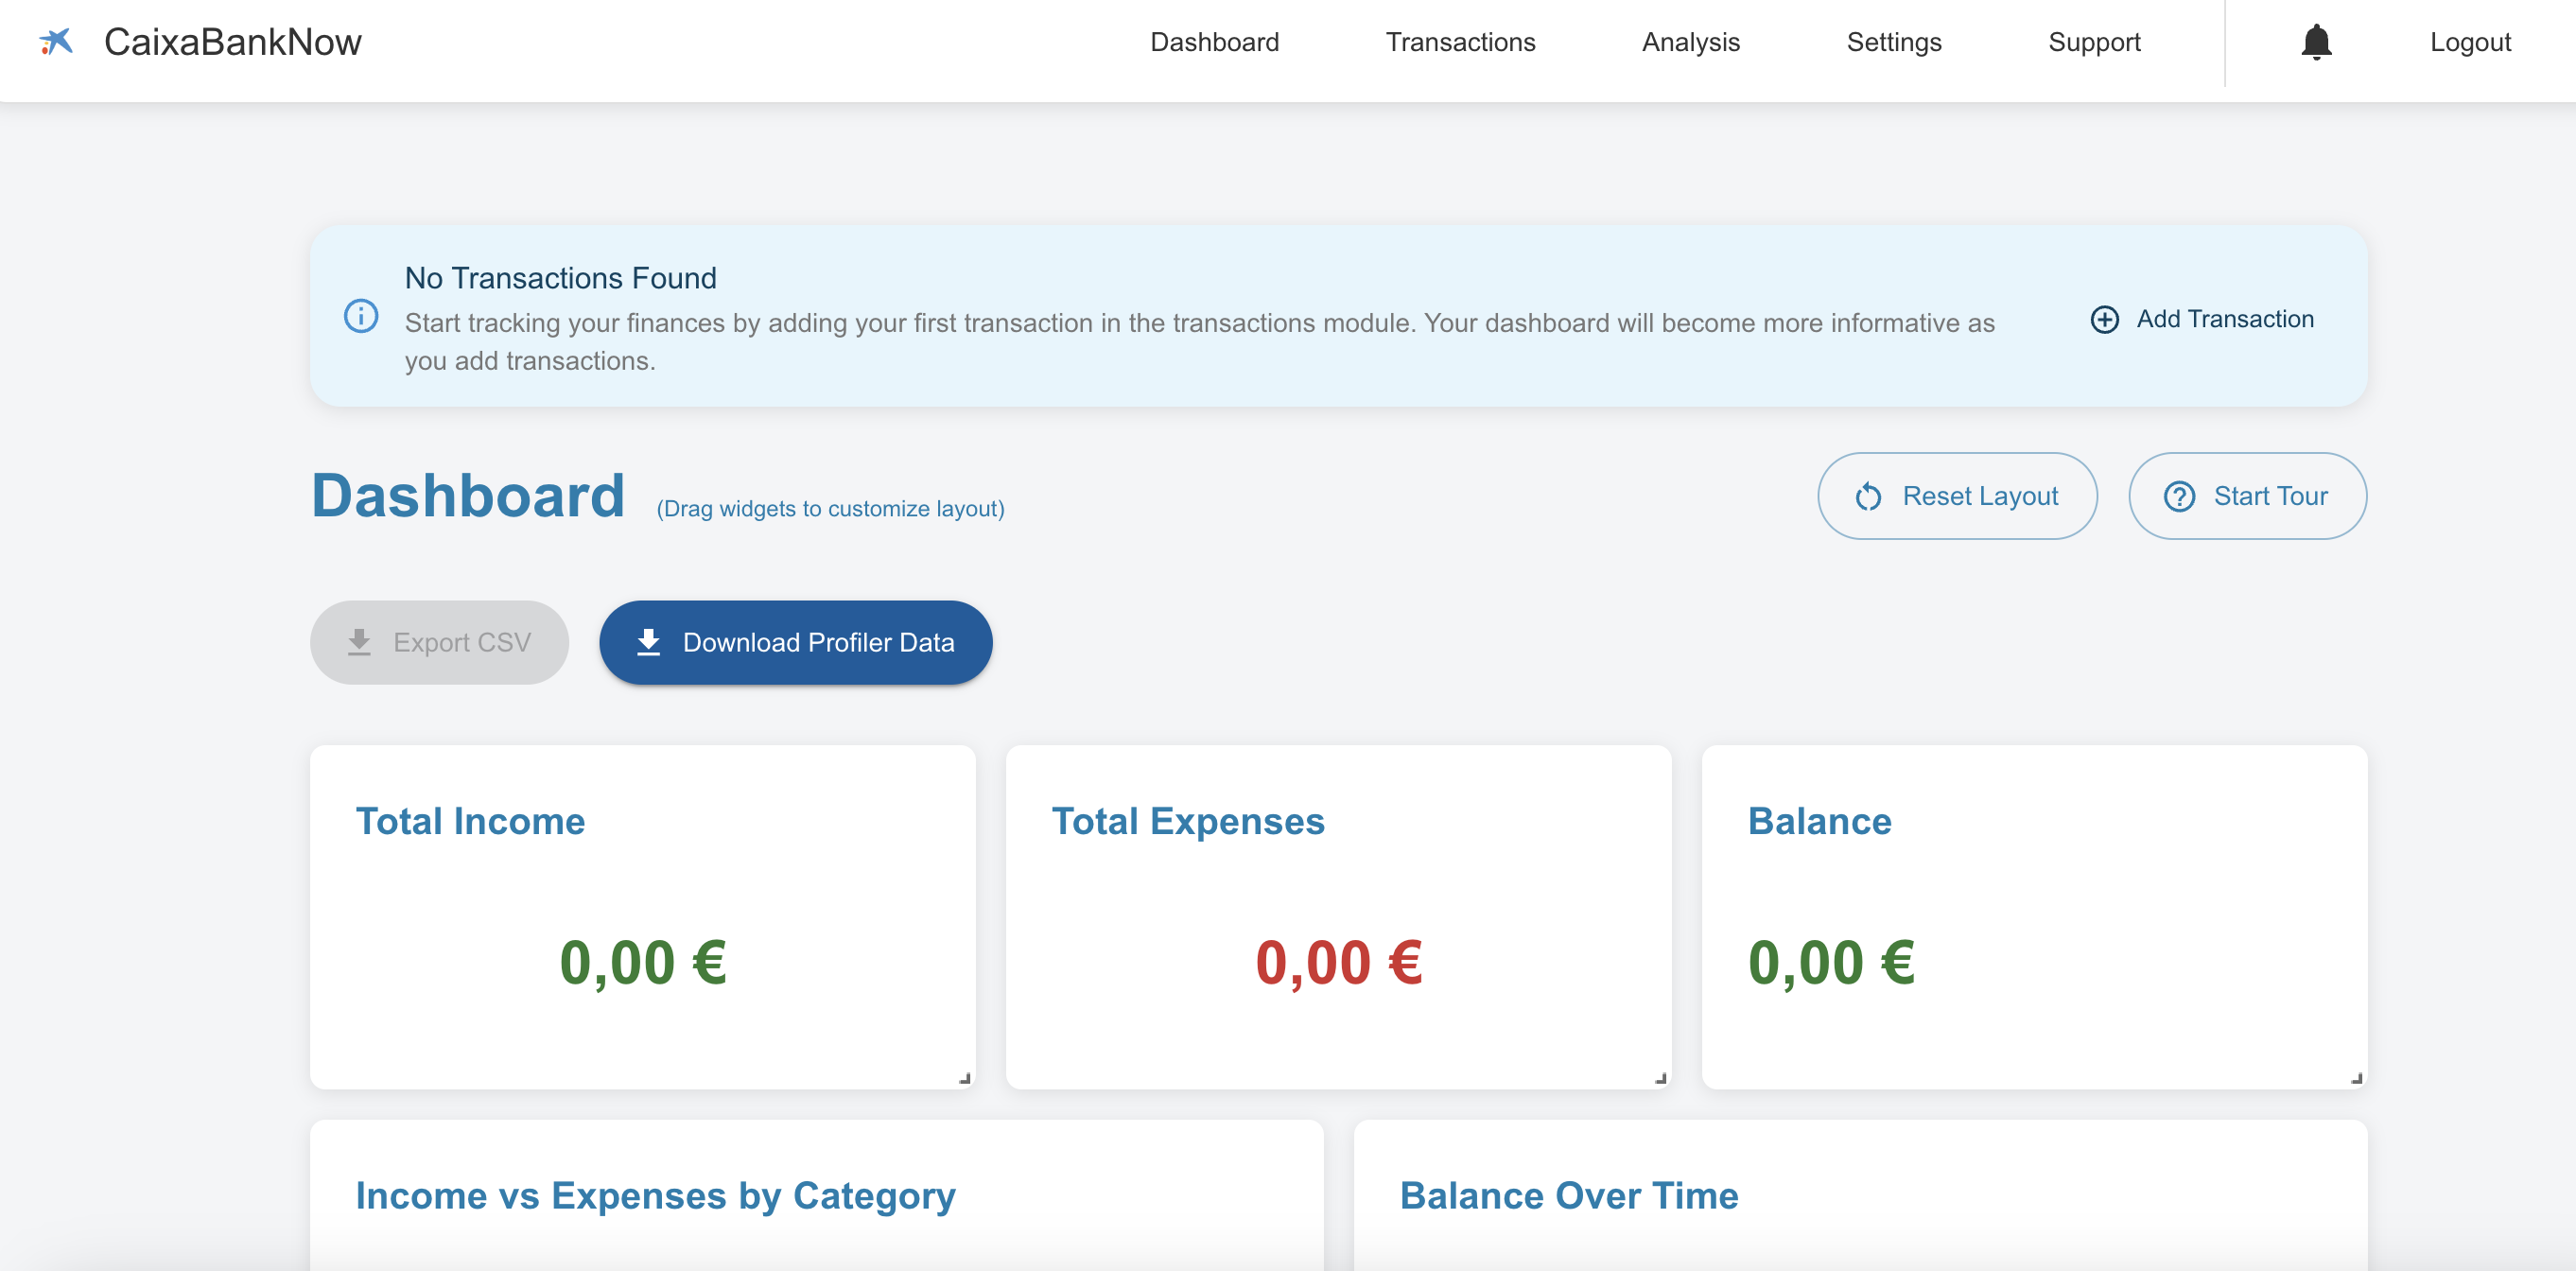 CaixaBankNow
Dashboard
Transactions
Analysis
Settings
Support
Logout
No Transactions Found
Start tracking your finances by adding your first transaction in the transactions module. Your dashboard will become more informative as
you add transactions.
Add Transaction
Dashboard (Drag widgets to customize layout)
Reset Layout
Start Tour
Export CSV
Download Profiler Data
Total Income
0,00 €
Total Expenses
0,00 €
Balance
0,00 €
Income vs Expenses by Category
Balance Over Time